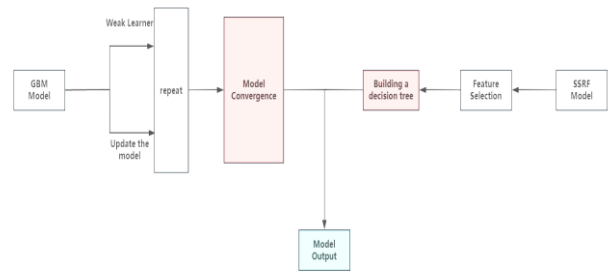 Weak Learner
GBM
Model
repeat
Update the
model
Model
Convergence
Building a
decision tree
Feature
Selection
SSRF
Model
Model
Output